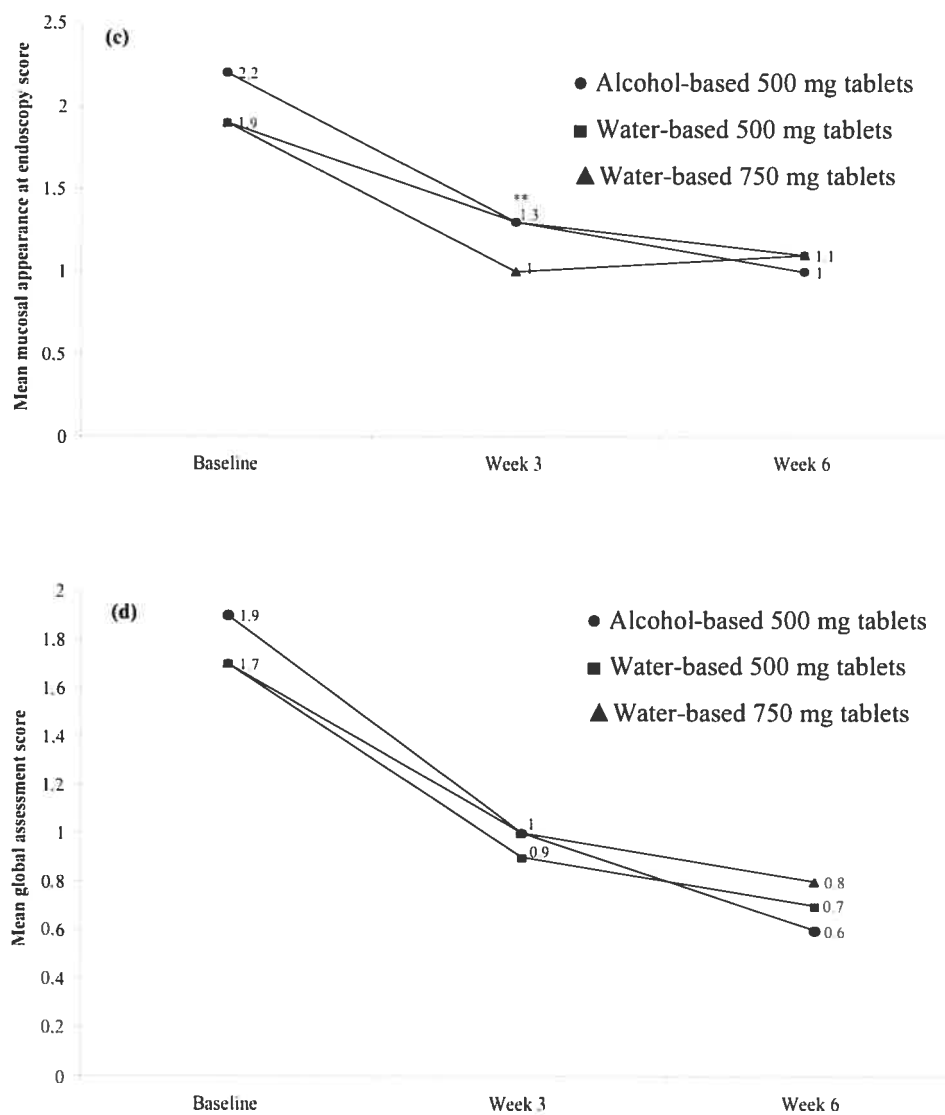 (c)
Mean mucosal appearance at endoscopy score
2.5
2
1.5
1
0.5
0
2.2
1.9
**
1.3
1
1.1
1
● Alcohol-based 500 mg tablets
■ Water-based 500 mg tablets
▲ Water-based 750 mg tablets
Baseline
Week 3
Week 6
(d)
Mean global assessment score
2
1.8
1.6
1.4
1.2
1
0.8
0.6
0.4
0.2
0
1.9
1.7
1
0.9
0.8
0.7
0.6
● Alcohol-based 500 mg tablets
■ Water-based 500 mg tablets
▲ Water-based 750 mg tablets
Baseline
Week 3
Week 6